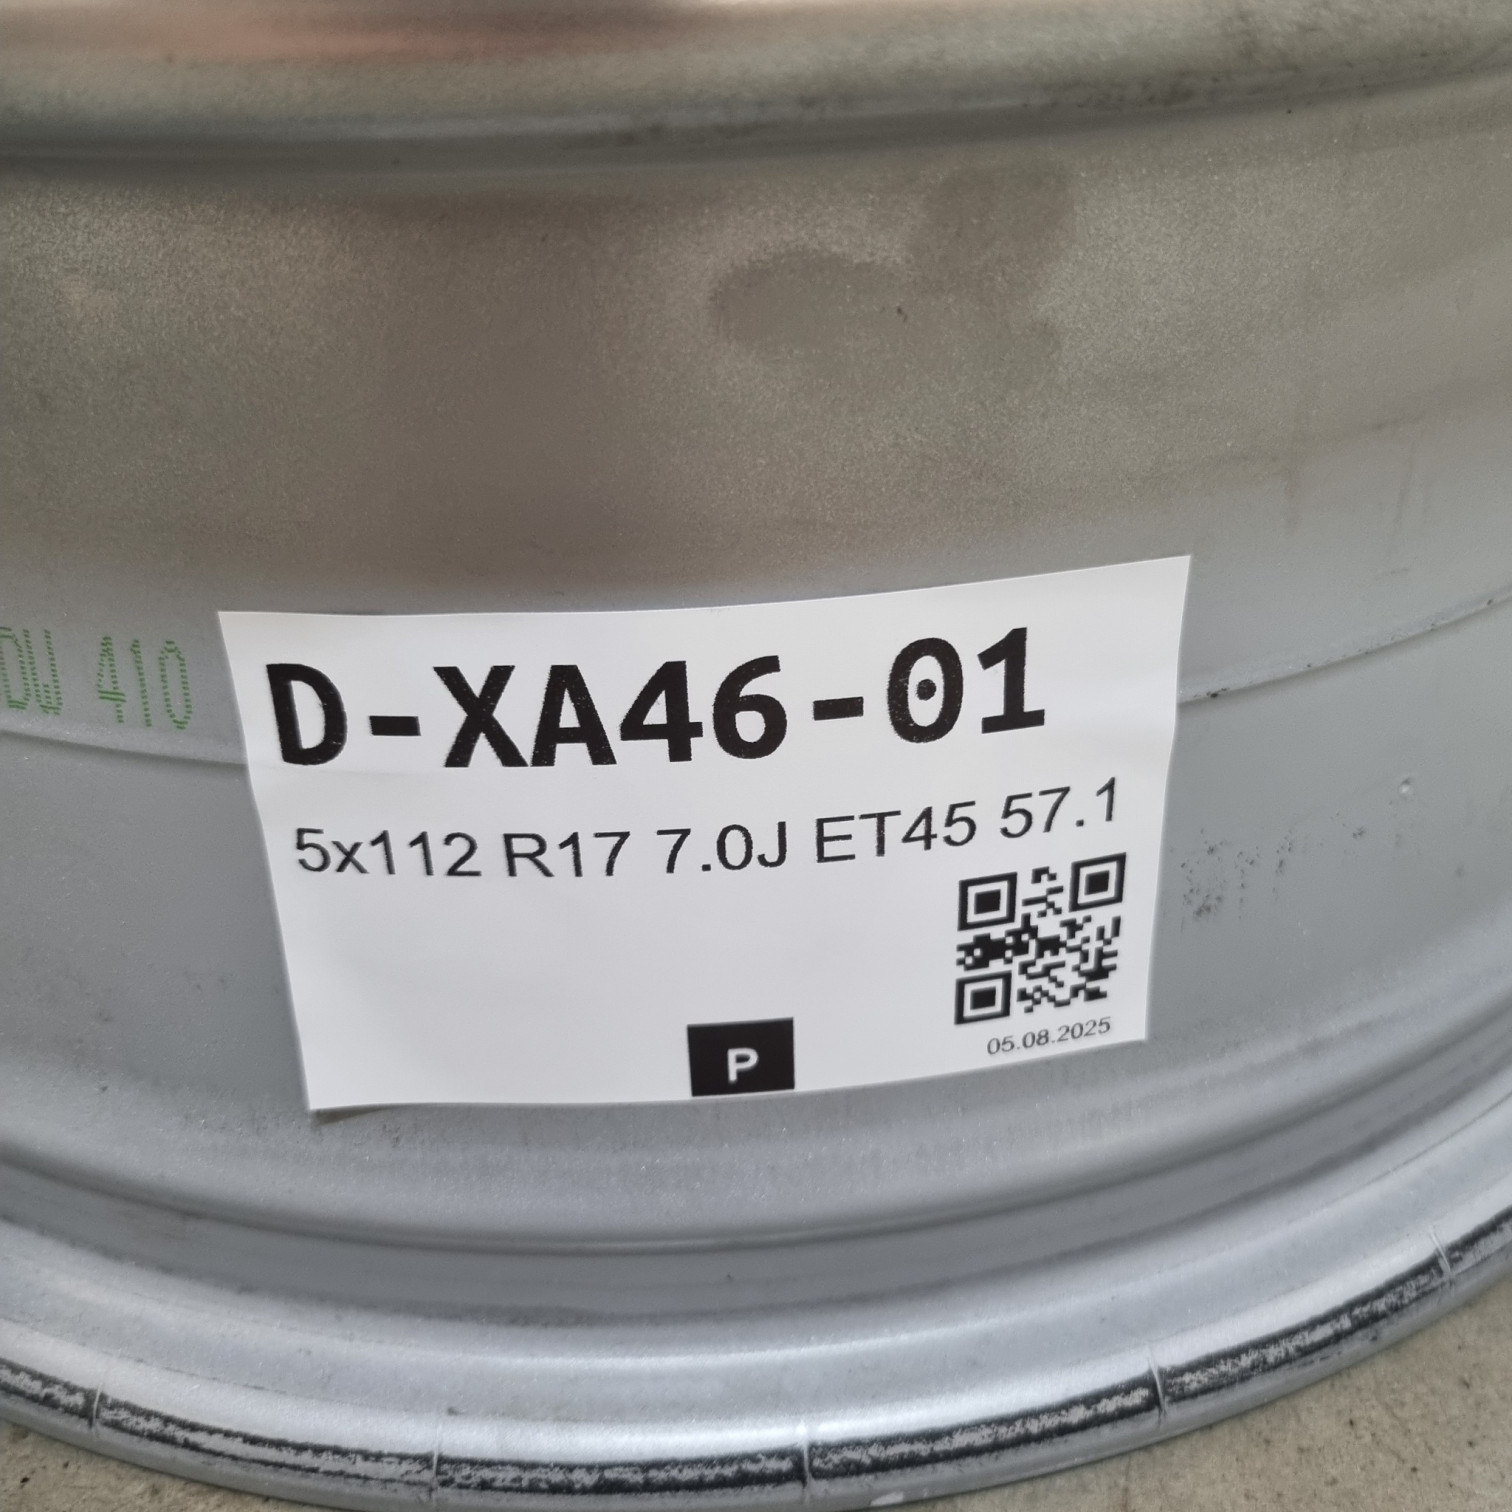 D-XA46-01
5x112 R17 7.0J ET45 57.1
05.08.2025
P
410